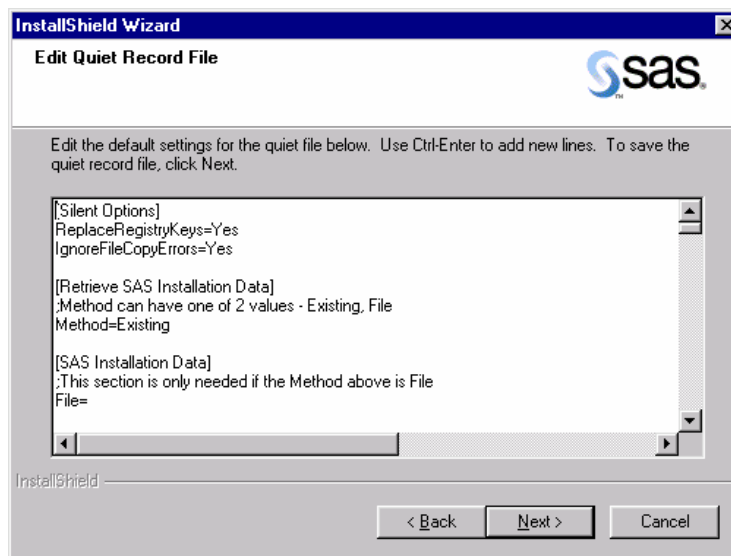 InstallShield Wizard
Edit Quiet Record File
sas.
TM
Edit the default settings for the quiet file below.  Use Ctrl-Enter to add new lines.  To save the
quiet record file, click Next.
[Silent Options]
ReplaceRegistryKeys=Yes
IgnoreFileCopyErrors=Yes
[Retrieve SAS Installation Data]
;Method can have one of 2 values - Existing, File
Method=Existing
[SAS Installation Data]
;This section is only needed if the Method above is File
File=
InstallShield
< Back
Next >
Cancel